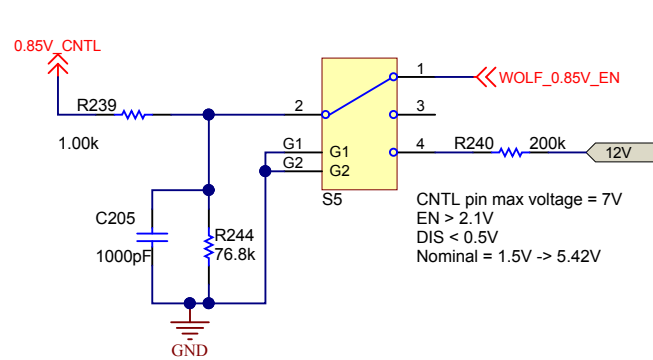 0.85V_CNTL
R239
1.00k
2
1
WOLF_0.85V_EN
3
G1
G2
G1
G2
4
R240
200k
12V
S5
C205
1000pF
R244
76.8k
CNTL pin max voltage = 7V
EN > 2.1V
DIS < 0.5V
Nominal = 1.5V -> 5.42V
GND